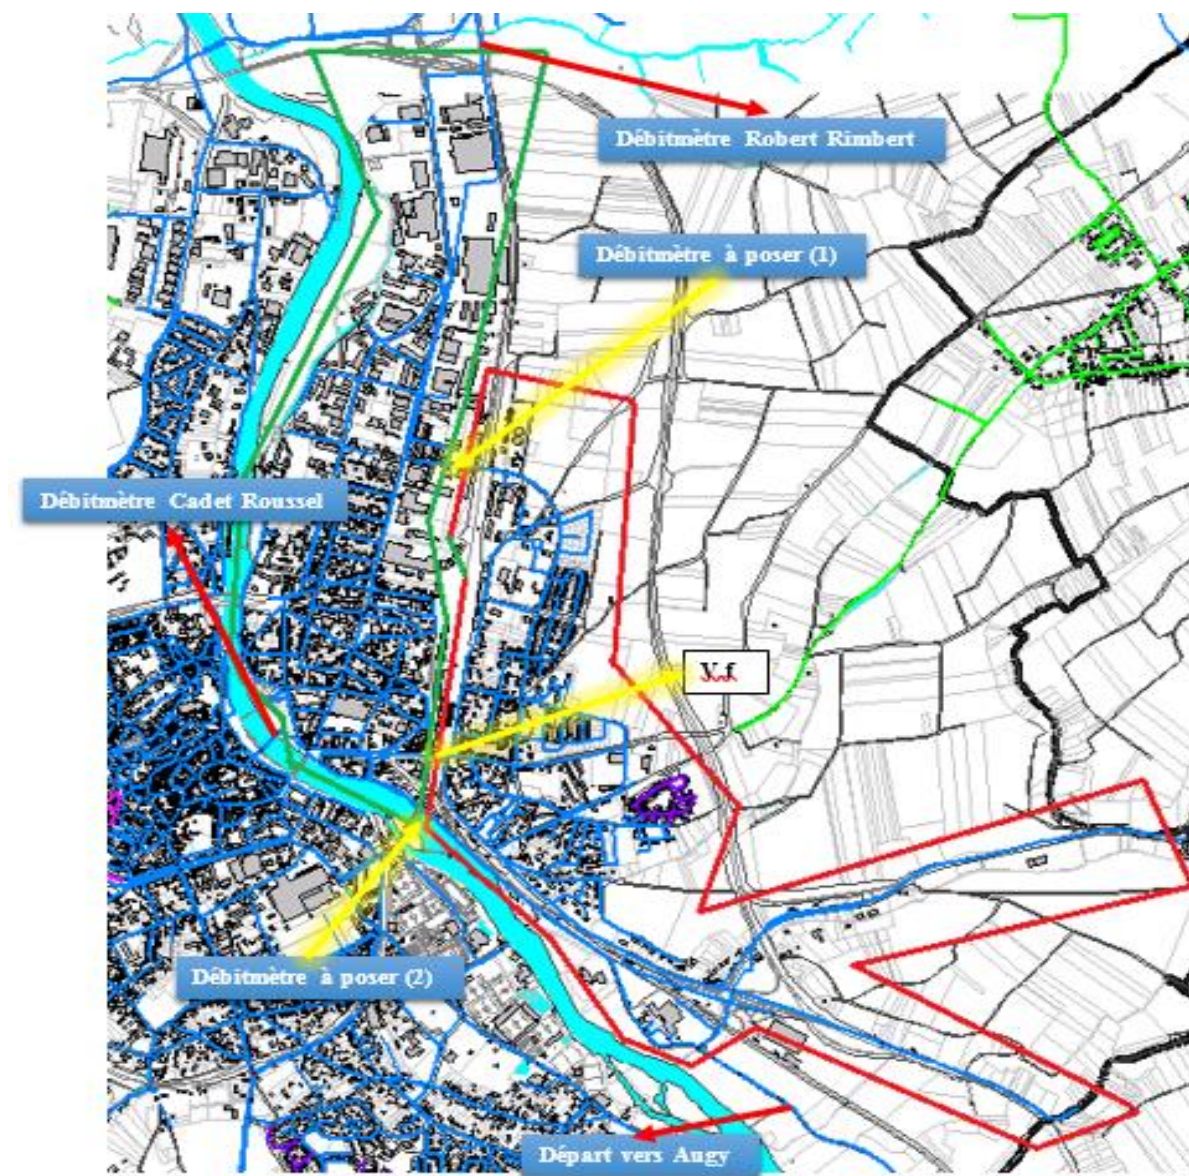 Débitmètre Robert Rimbert
Débitmètre à poser (1)
Débitmètre Cadet Roussel
V.f
Débitmètre à poser (2)
Départ vers Augy